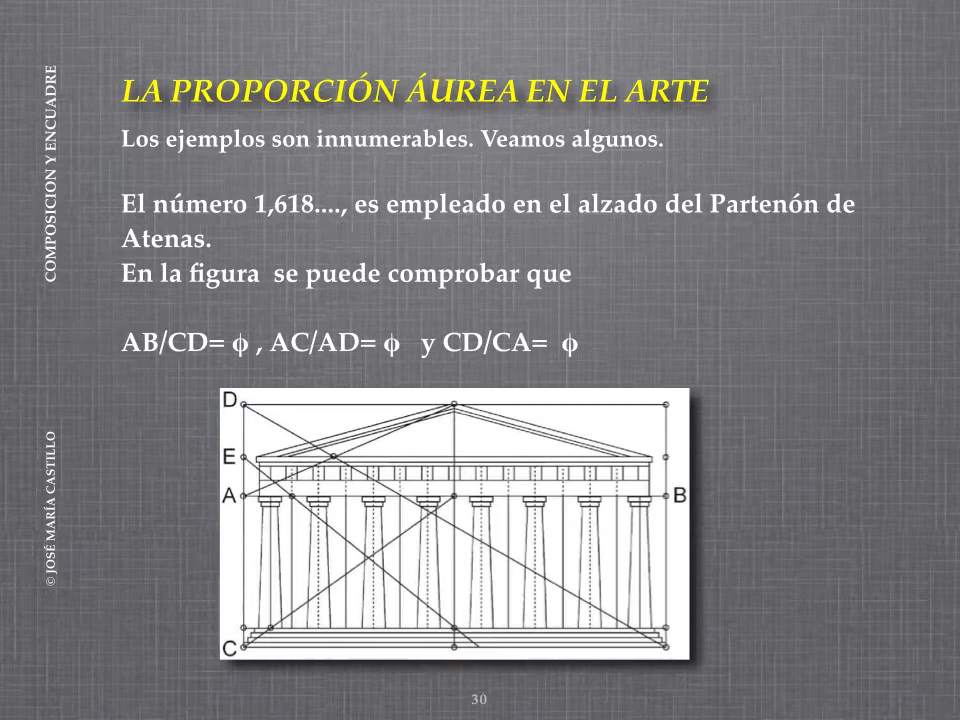 COMPOSICION Y ENCUADRE
© JOSÉ MARÍA CASTILLO
LA PROPORCIÓN ÁUREA EN EL ARTE
Los ejemplos son innumerables. Veamos algunos.
El número 1,618...., es empleado en el alzado del Partenón de
Atenas.
En la figura se puede comprobar que
AB/CD= ϕ , AC/AD= ϕ y CD/CA= ϕ
D
E
A
B
C
30